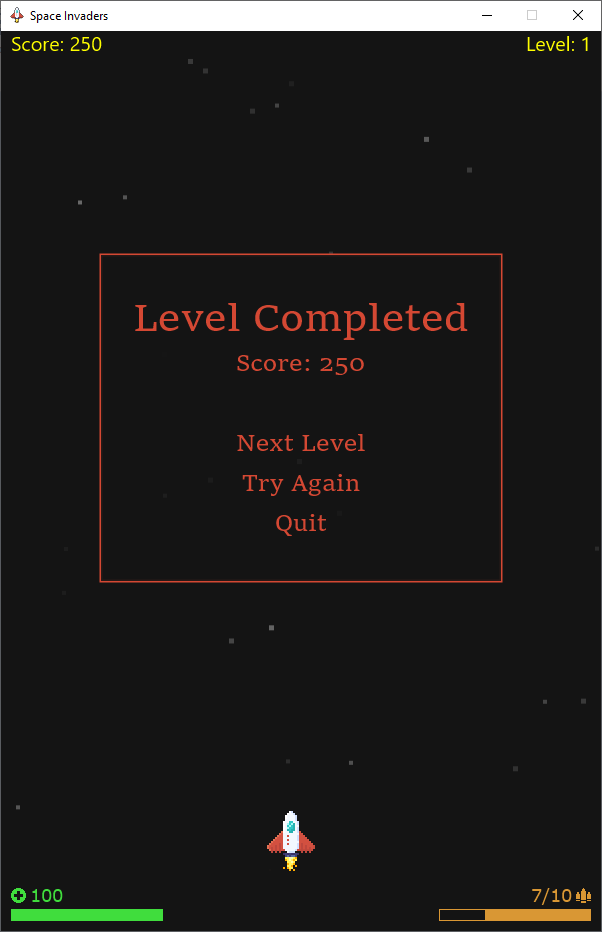 Space Invaders
Score: 250
Level: 1
Level Completed
Score: 250
Next Level
Try Again
Quit
100
7/10